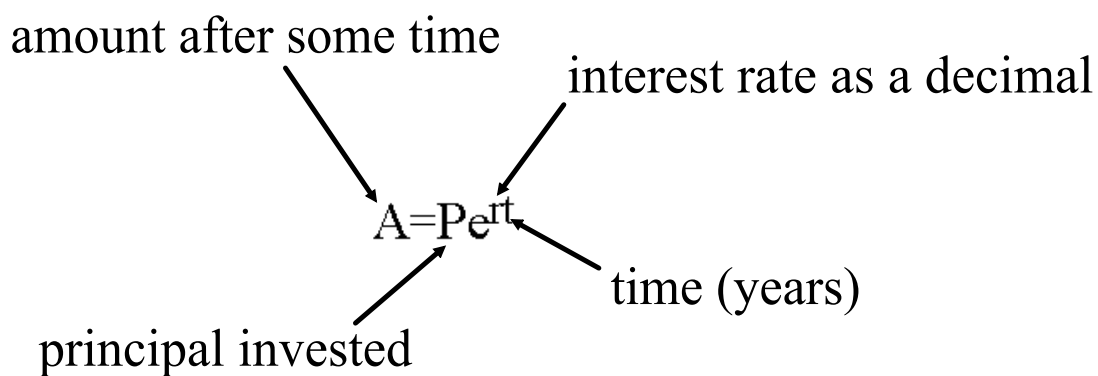 amount after some time
interest rate as a decimal
A=Pe^rt
time (years)
principal invested